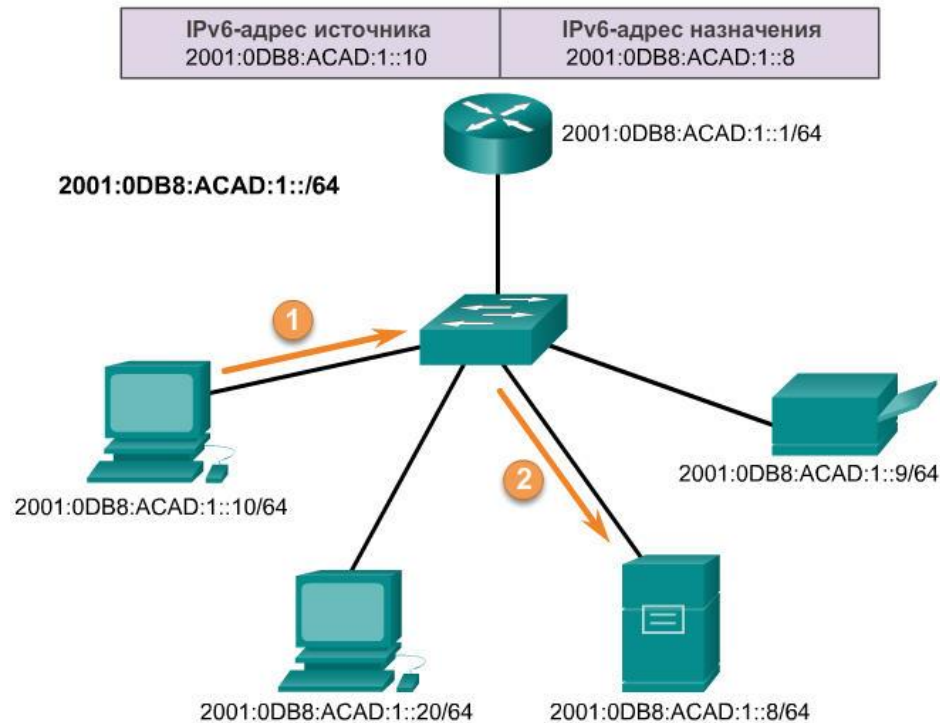 IPv6-адрес источника
2001:0DB8:ACAD:1::10
IPv6-адрес назначения
2001:0DB8:ACAD:1::8
2001:0DB8:ACAD:1::1/64
2001:0DB8:ACAD:1::/64
1
2
2001:0DB8:ACAD:1::9/64
2001:0DB8:ACAD:1::10/64
2001:0DB8:ACAD:1::20/64
2001:0DB8:ACAD:1::8/64